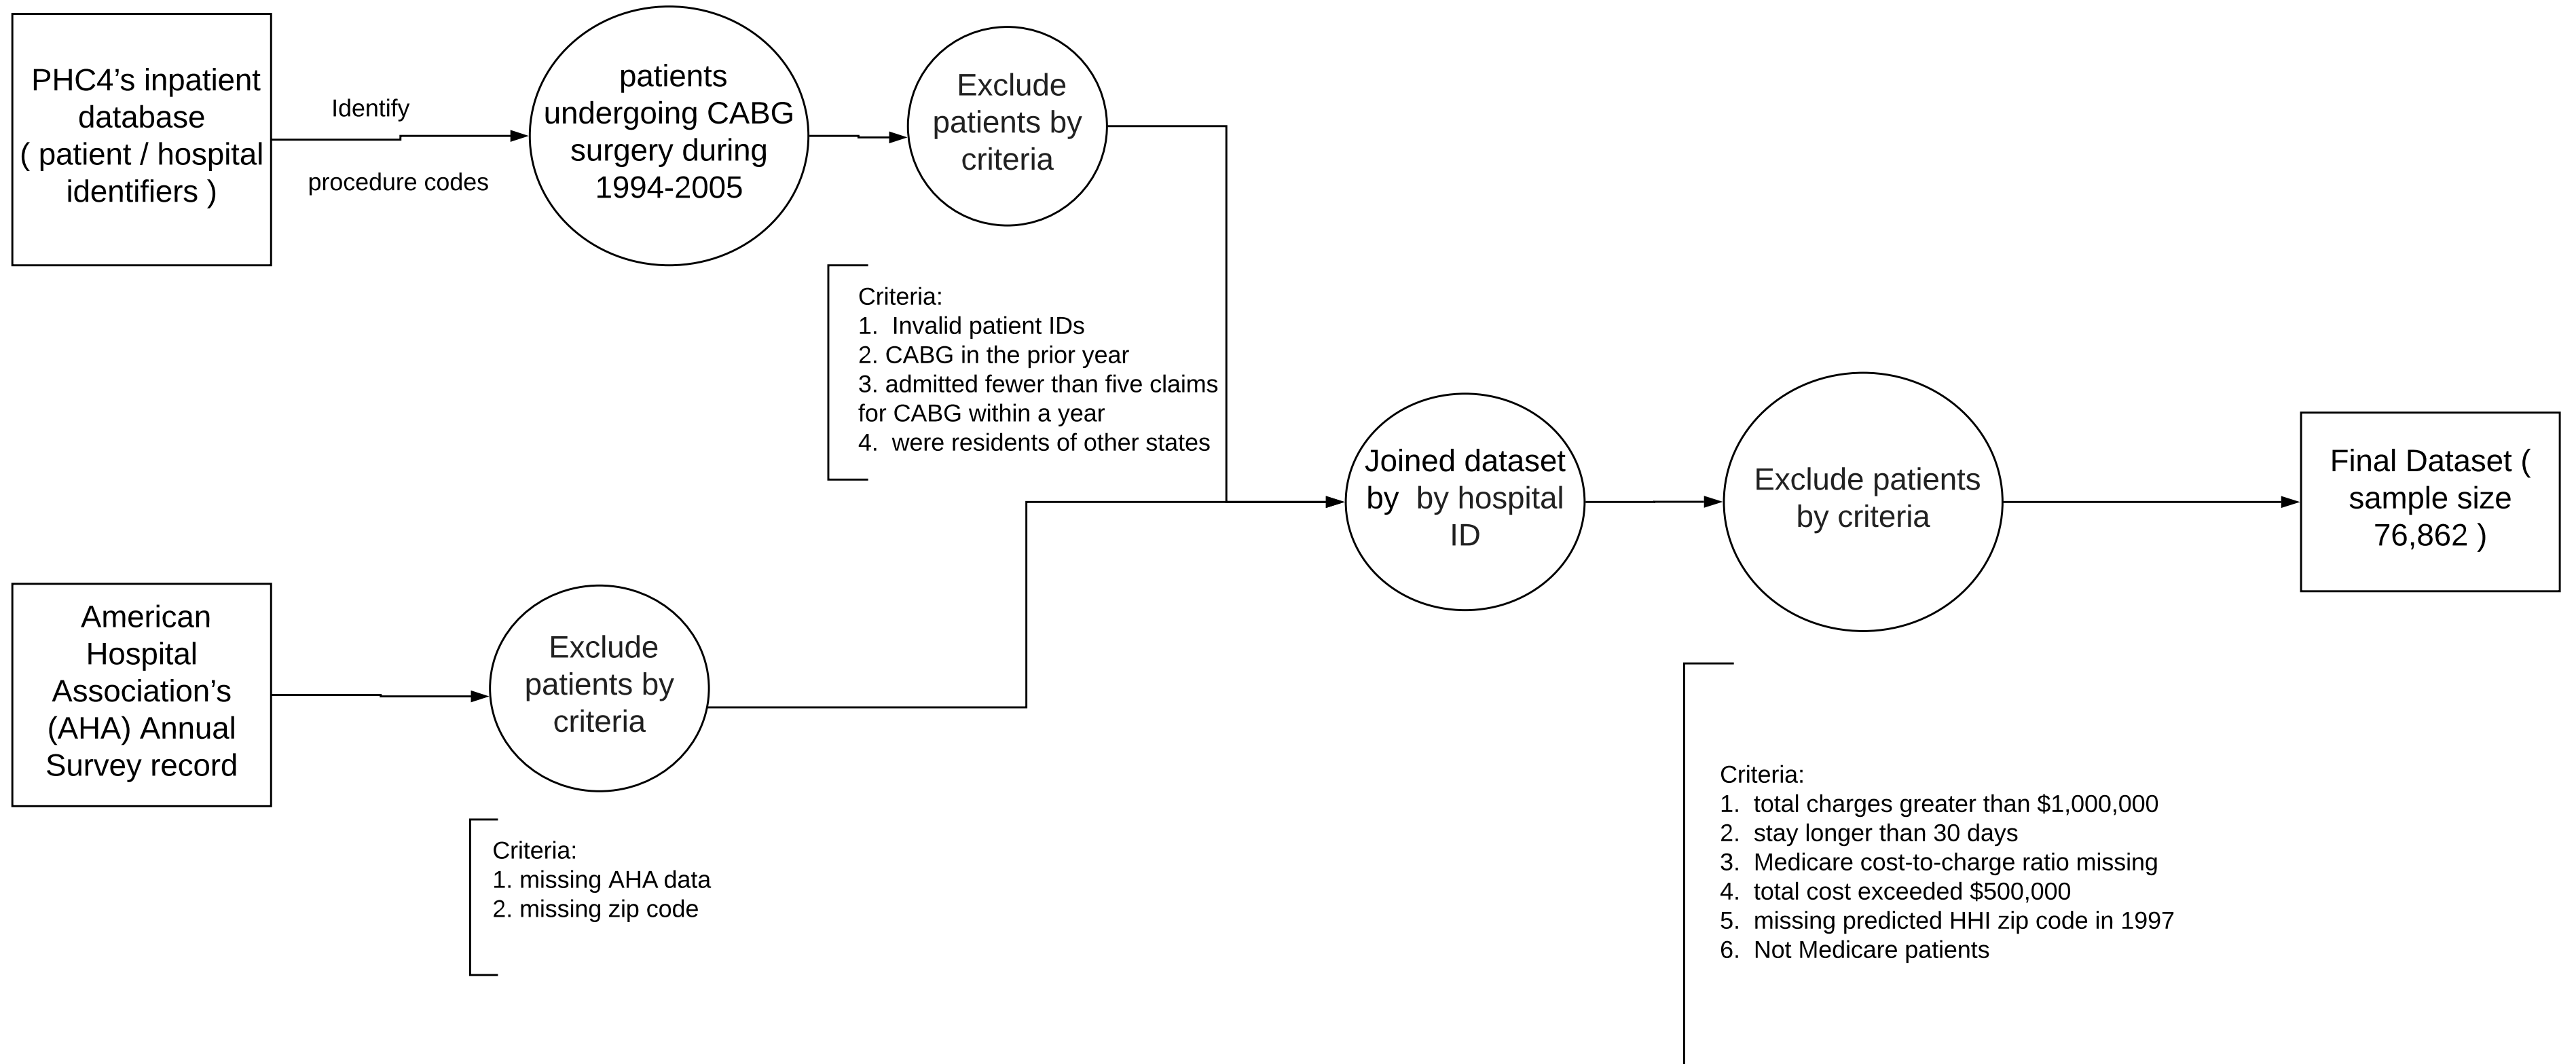 PHC4’s inpatient
database
( patient / hospital
identifiers )
Identify
procedure codes
patients
undergoing CABG
surgery during
1994-2005
Exclude
patients by
criteria
Criteria:
1. Invalid patient IDs
2. CABG in the prior year
3. admitted fewer than five claims
for CABG within a year
4. were residents of other states
American
Hospital
Association’s
(AHA) Annual
Survey record
Exclude
patients by
criteria
Criteria:
1. missing AHA data
2. missing zip code
Joined dataset
by by hospital
ID
Exclude patients
by criteria
Criteria:
1. total charges greater than $1,000,000
2. stay longer than 30 days
3. Medicare cost-to-charge ratio missing
4. total cost exceeded $500,000
5. missing predicted HHI zip code in 1997
6. Not Medicare patients
Final Dataset (
sample size
76,862 )